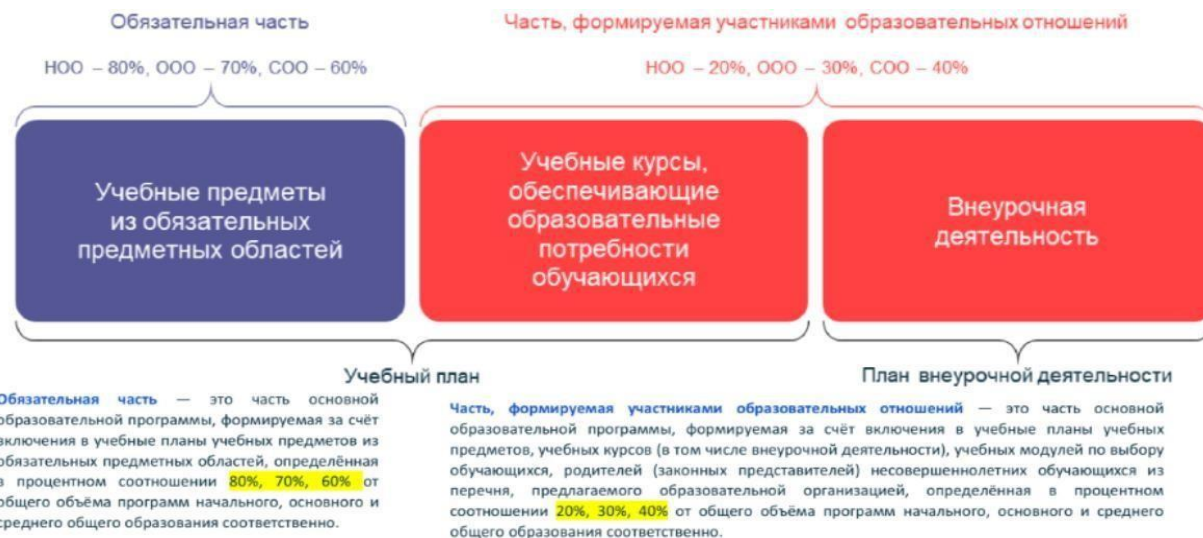 Обязательная часть
Часть, формируемая участниками образовательных отношений
НОО – 80%, ООО – 70%, СОО – 60%
НОО – 20%, ООО – 30%, СОО – 40%
Учебные предметы
из обязательных
предметных областей
Учебные курсы,
обеспечивающие
образовательные
потребности
обучающихся
Внеурочная
деятельность
Учебный план
План внеурочной деятельности
Обязательная часть — это часть основной
образовательной программы, формируемая за счёт
включения в учебные планы учебных предметов из
обязательных предметных областей, определённая
в процентном соотношении 80%, 70%, 60% от
общего объёма программ начального, основного и
среднего общего образования соответственно.
Часть, формируемая участниками образовательных отношений — это часть основной
образовательной программы, формируемая за счёт включения в учебные планы учебных
предметов, учебных курсов (в том числе внеурочной деятельности), учебных модулей по выбору
обучающихся, родителей (законных представителей) несовершеннолетних обучающихся из
перечня, предлагаемого образовательной организацией, определённая в процентном
соотношении 20%, 30%, 40% от общего объёма программ начального, основного и среднего
общего образования соответственно.